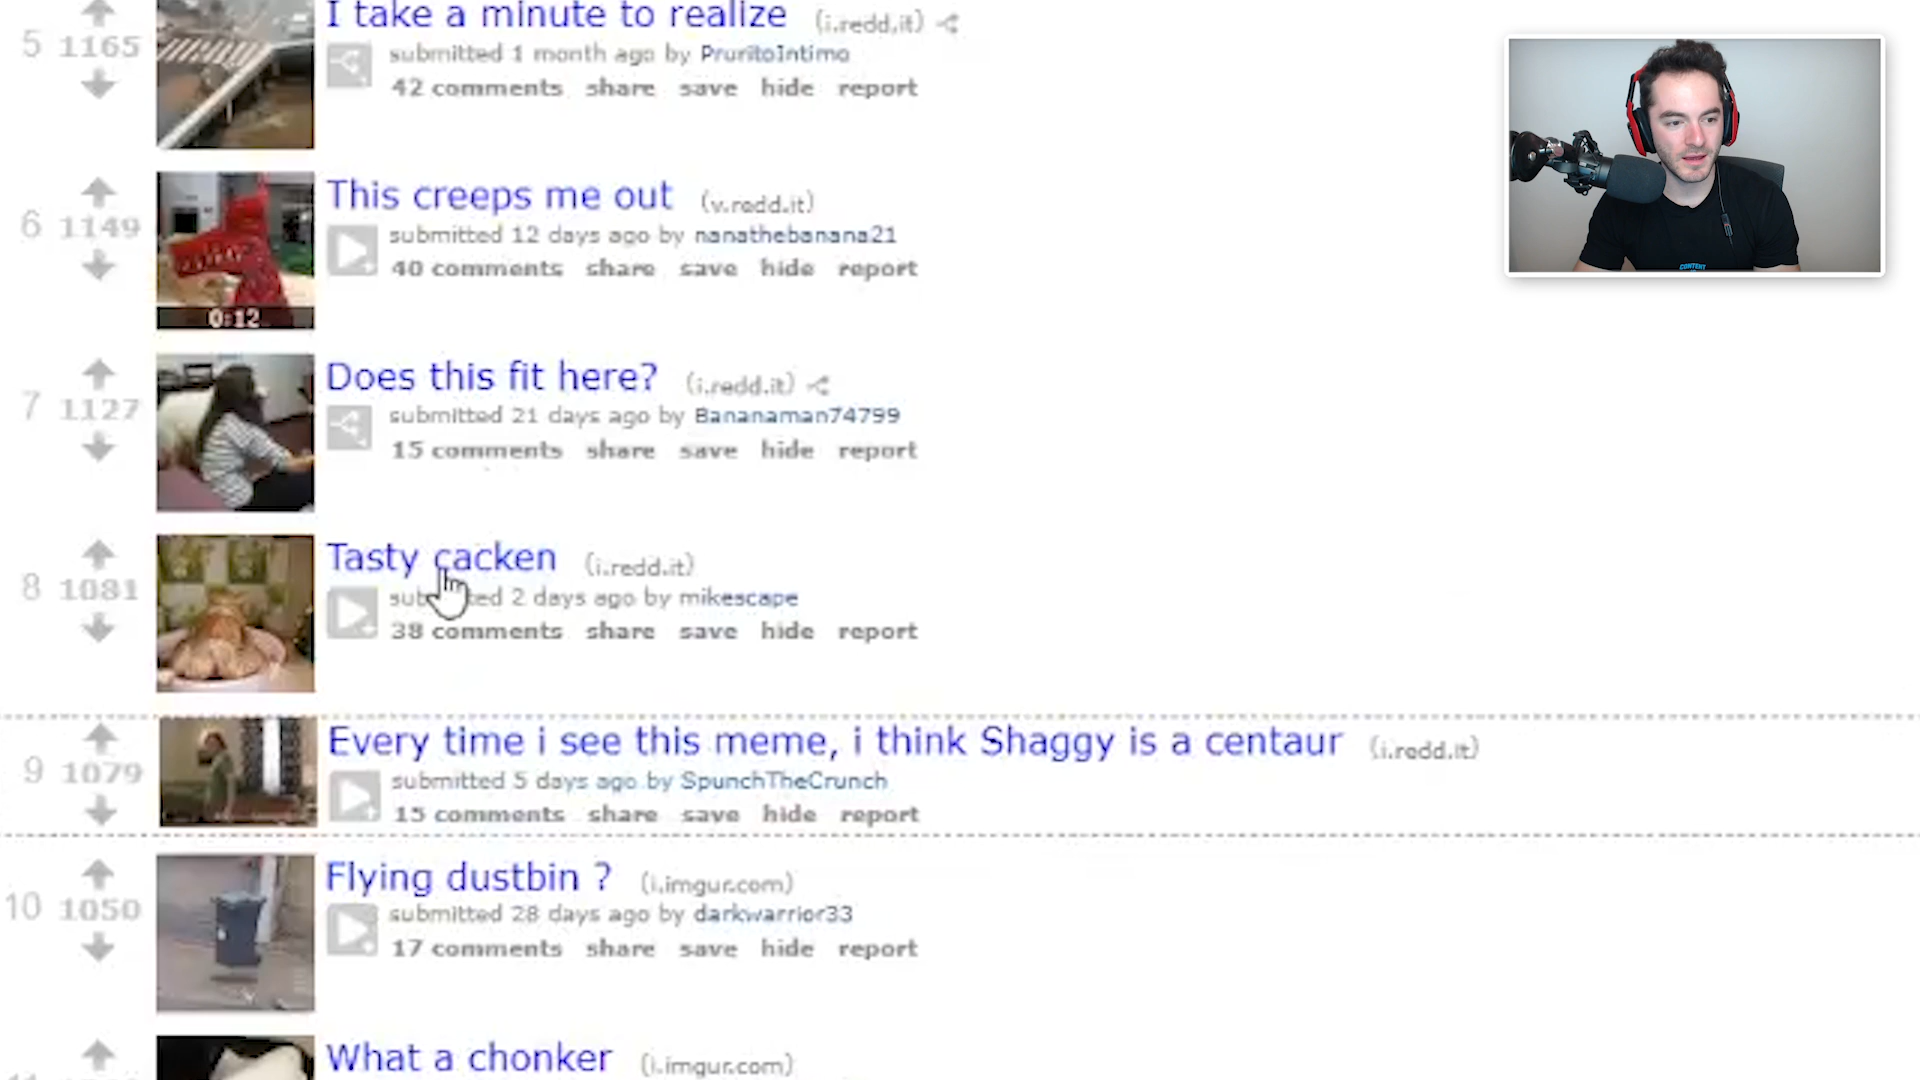 I take a minute to realize (i.redd.it)
5 1165
submitted 1 month ago by PruritoIntimo
42 comments share save hide report
This creeps me out (v.redd.it)
6 1149
submitted 12 days ago by nanathebanana21
40 comments share save hide report
0:12
Does this fit here? (i.redd.it)
7 1127
submitted 21 days ago by Bananaman74799
15 comments share save hide report
Tasty cacken (i.redd.it)
8 1081
2 days ago by mikescape
38 comments share save hide report
Every time i see this meme, i think Shaggy is a centaur (i.redd.it)
9 1079
submitted 5 days ago by SpunchTheCrunch
15 comments share save hide report
Flying dustbin ? (i.imgur.com)
10 1050
submitted 28 days ago by darkwarrior33
17 comments share save hide report
What a chonker (i.imgur.com)
CONTENT